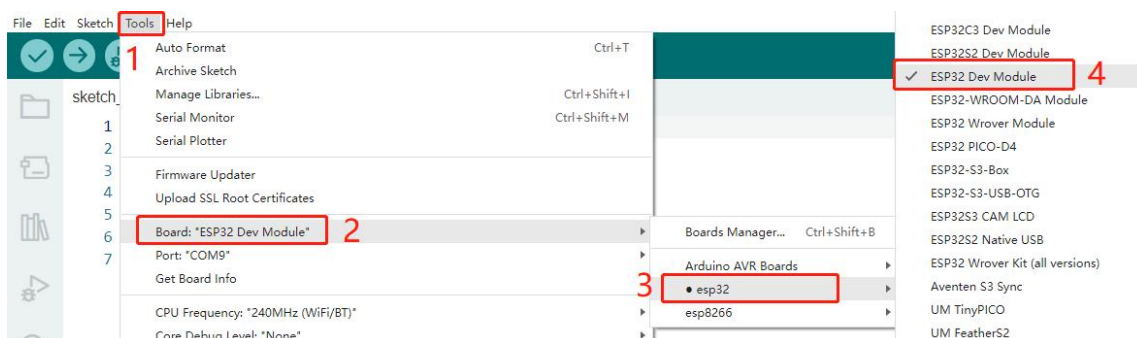 File Edit Sketch Tools Help
1
Auto Format Ctrl+T
Archive Sketch
Manage Libraries... Ctrl+Shift+I
Serial Monitor Ctrl+Shift+M
Serial Plotter
Firmware Updater
Upload SSL Root Certificates
Board: "ESP32 Dev Module" 2
Port: "COM9"
Get Board Info
CPU Frequency: "240MHz (WiFi/BT)"
Core Debug Level: "None"
sketch_
1
2
3
4
5
6
7
Boards Manager... Ctrl+Shift+B
Arduino AVR Boards
3 ● esp32
esp8266
ESP32C3 Dev Module
ESP32S2 Dev Module
✓ ESP32 Dev Module 4
ESP32-WROOM-DA Module
ESP32 Wrover Module
ESP32 PICO-D4
ESP32-S3-Box
ESP32-S3-USB-OTG
ESP32S3 CAM LCD
ESP32S2 Native USB
ESP32 Wrover Kit (all versions)
Aventen S3 Sync
UM TinyPICO
UM FeatherS2